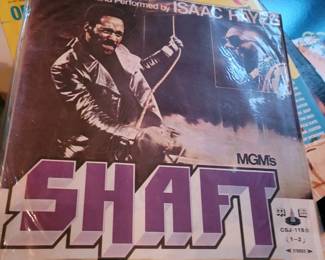 and Performed by ISAAC HAYES
MGM's
SHAFT
CSJ-118
(1-2)
STEREO